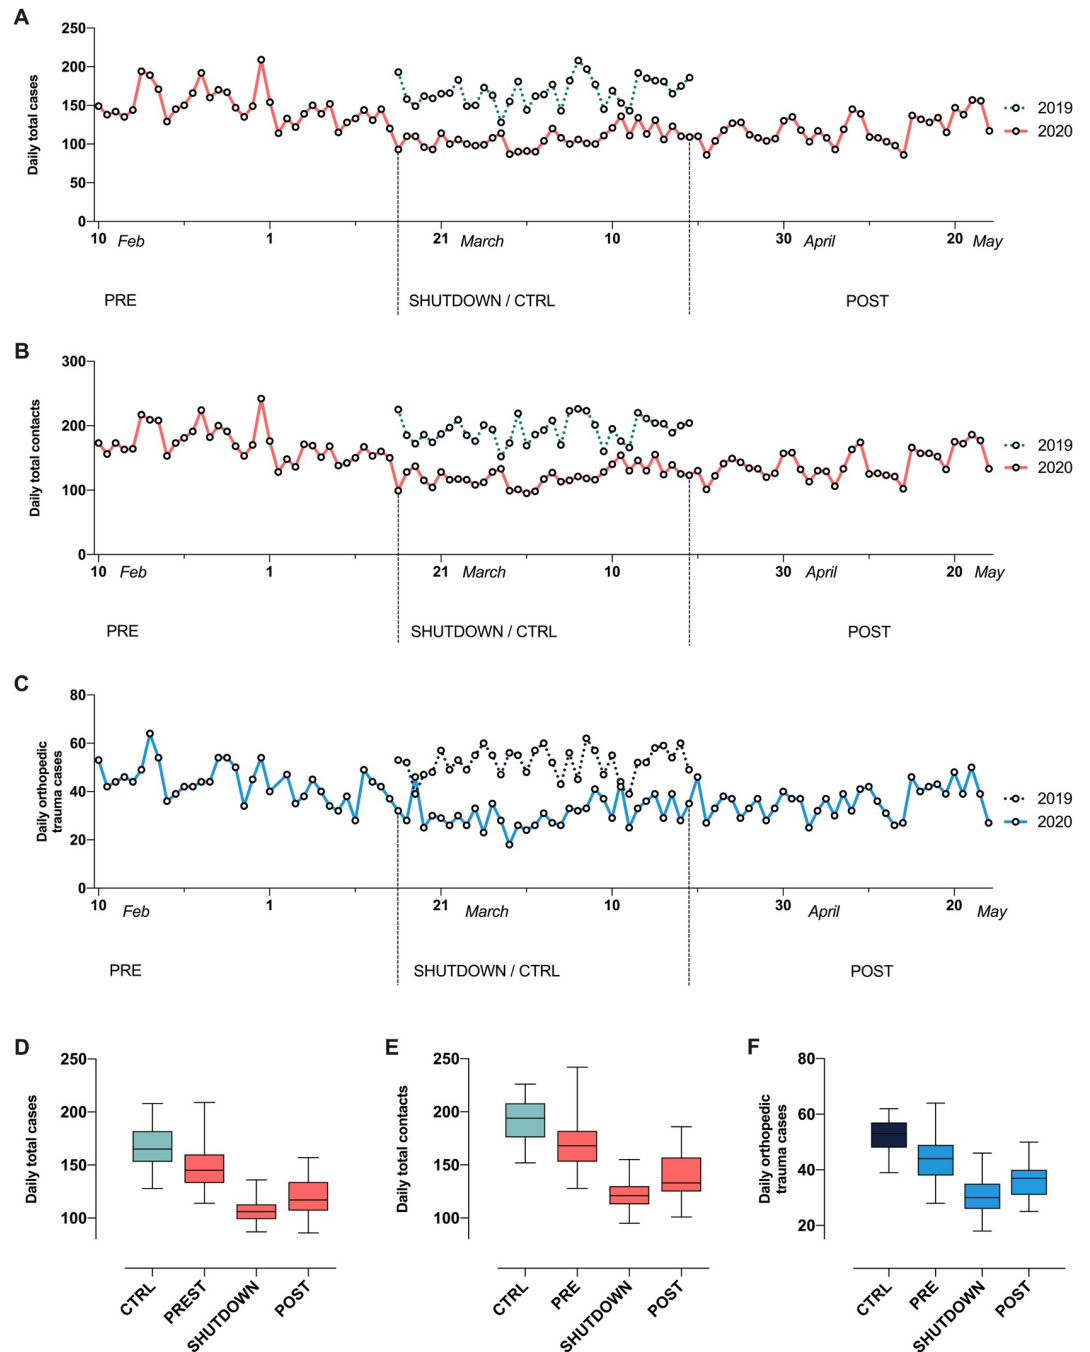 A
Daily total cases
250
200
150
100
50
0
2019
2020
10 Feb 1 21 March 10 30 April 20 May
PRE SHUTDOWN / CTRL POST
B
Daily total contacts
300
200
100
0
2019
2020
10 Feb 1 21 March 10 30 April 20 May
PRE SHUTDOWN / CTRL POST
C
Daily orthopedic
trauma cases
80
60
40
20
0
2019
2020
10 Feb 1 21 March 10 30 April 20 May
PRE SHUTDOWN / CTRL POST
D
Daily total cases
250
200
150
100
CTRL PREST SHUTDOWN POST
E
Daily total contacts
250
200
150
100
CTRL PRE SHUTDOWN POST
F
Daily orthopedic
trauma cases
80
60
40
20
CTRL PRE SHUTDOWN POST